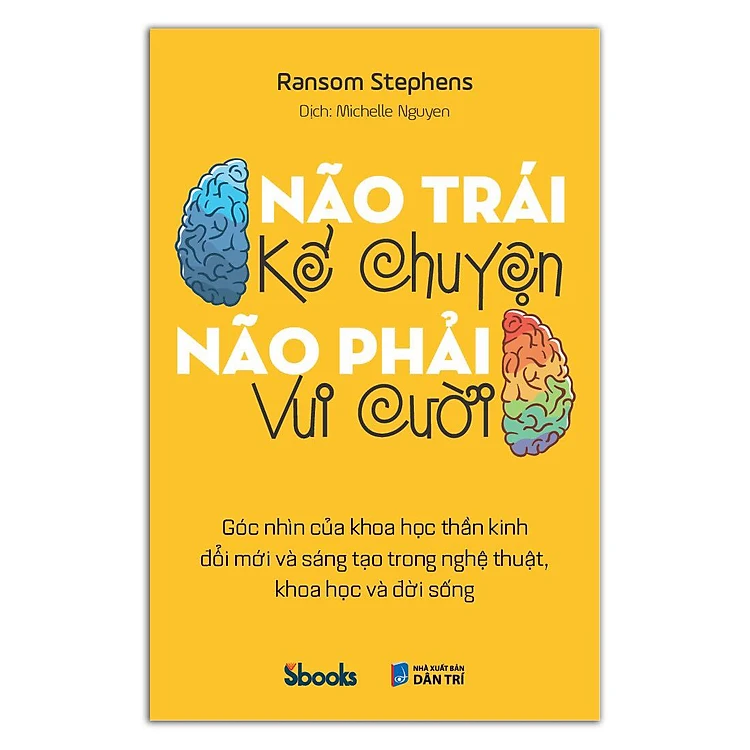 Ransom Stephens
Dịch: Michelle Nguyen
NÃO TRÁI
Kể Chuyện
NÃO PHẢI
Vui Cười
Góc nhìn của khoa học thần kinh
đổi mới và sáng tạo trong nghệ thuật,
khoa học và đời sống
Sbooks
NHÀ XUẤT BẢN
DÂN TRÍ